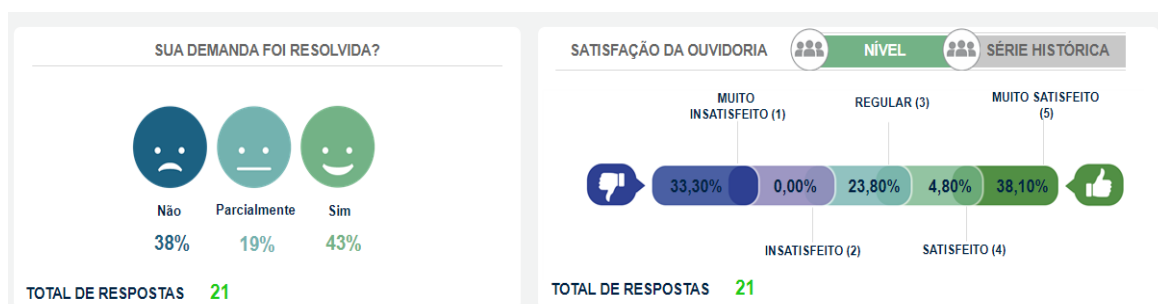 SUA DEMANDA FOI RESOLVIDA?
Não
Parcialmente
Sim
38%
19%
43%
TOTAL DE RESPOSTAS 21
SATISFAÇÃO DA OUVIDORIA
NÍVEL
SÉRIE HISTÓRICA
MUITO
INSATISFEITO (1)
REGULAR (3)
MUITO SATISFEITO
(5)
33,30%
0,00%
23,80%
4,80%
38,10%
INSATISFEITO (2)
SATISFEITO (4)
TOTAL DE RESPOSTAS 21